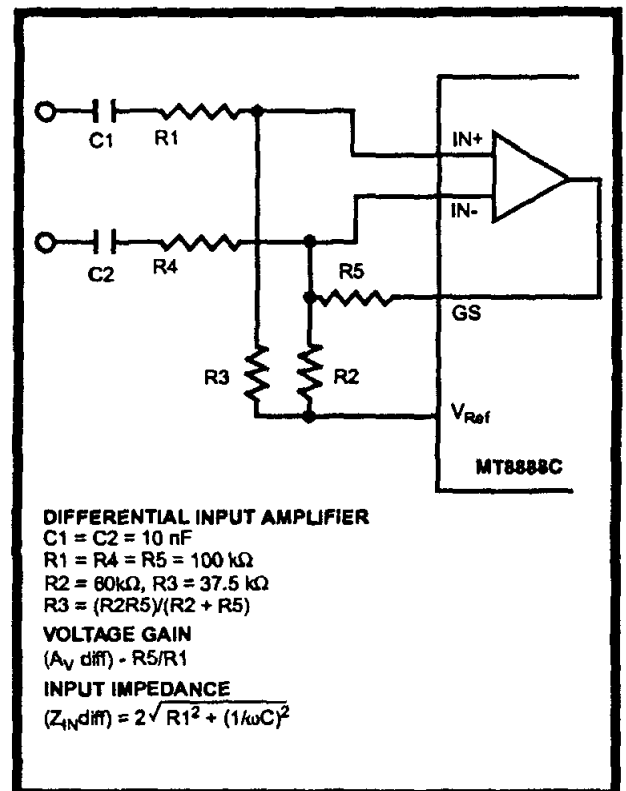 C1
R1
IN+
IN-
C2
R4
R5
GS
R3
R2
VRef
MT8888C
DIFFERENTIAL INPUT AMPLIFIER
C1 = C2 = 10 nF
R1 = R4 = R5 = 100 kΩ
R2 = 60kΩ, R3 = 37.5 kΩ
R3 = (R2R5)/(R2 + R5)
VOLTAGE GAIN
(AV diff) - R5/R1
INPUT IMPEDANCE
(ZINdiff) = 2√R1² + (1/ωC)²